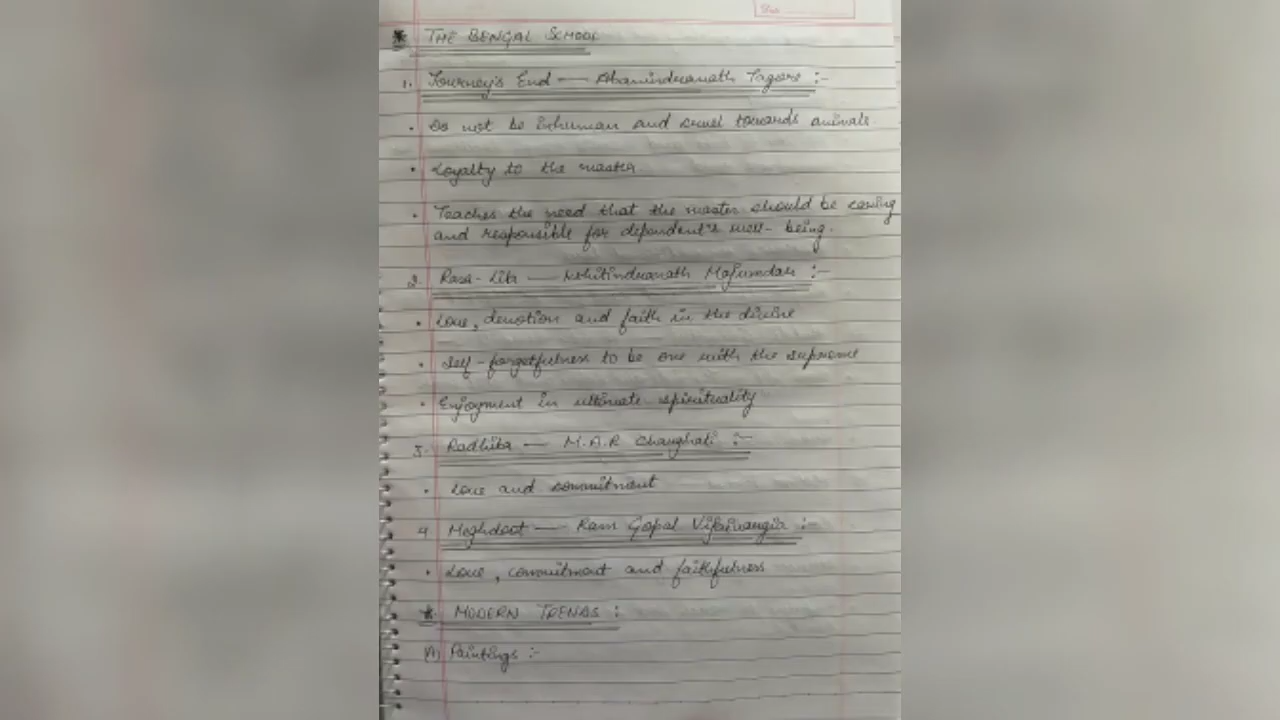 * THE BENGAL SCHOOL
1. Journey's End — Abanindranath Tagore :-
• Do not be inhuman and cruel towards animals.
• Loyalty to the master.
• Teaches the need that the master should be caring
and responsible for dependent's well-being.
2. Rasa-Lila — Kshitindranath Majumdar :-
• Love, devotion and faith in the divine
• Self-forgetfulness to be one with the supreme
• Enjoyment in ultimate spirituality
3. Radhika — M.A.R Chaughati :-
• Love and commitment
4 Meghdoot — Ram Gopal Vijaivargia :-
• Love, commitment and faithfulness
* MODERN TRENDS :
A) Paintings :-